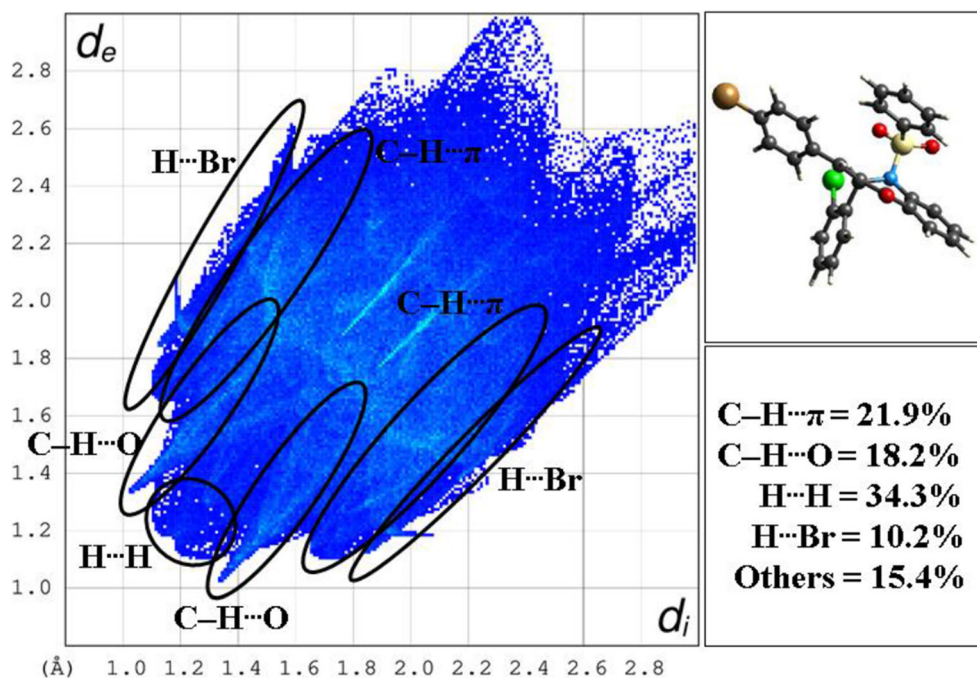 de
2.8
2.6
2.4
2.2
2.0
1.8
1.6
1.4
1.2
1.0
H···Br
C–H···π
C–H···π
C–H···O
H···Br
H···H
C–H···O
di
(Å) 1.0 1.2 1.4 1.6 1.8 2.0 2.2 2.4 2.6 2.8
C–H···π = 21.9%
C–H···O = 18.2%
H···H = 34.3%
H···Br = 10.2%
Others = 15.4%